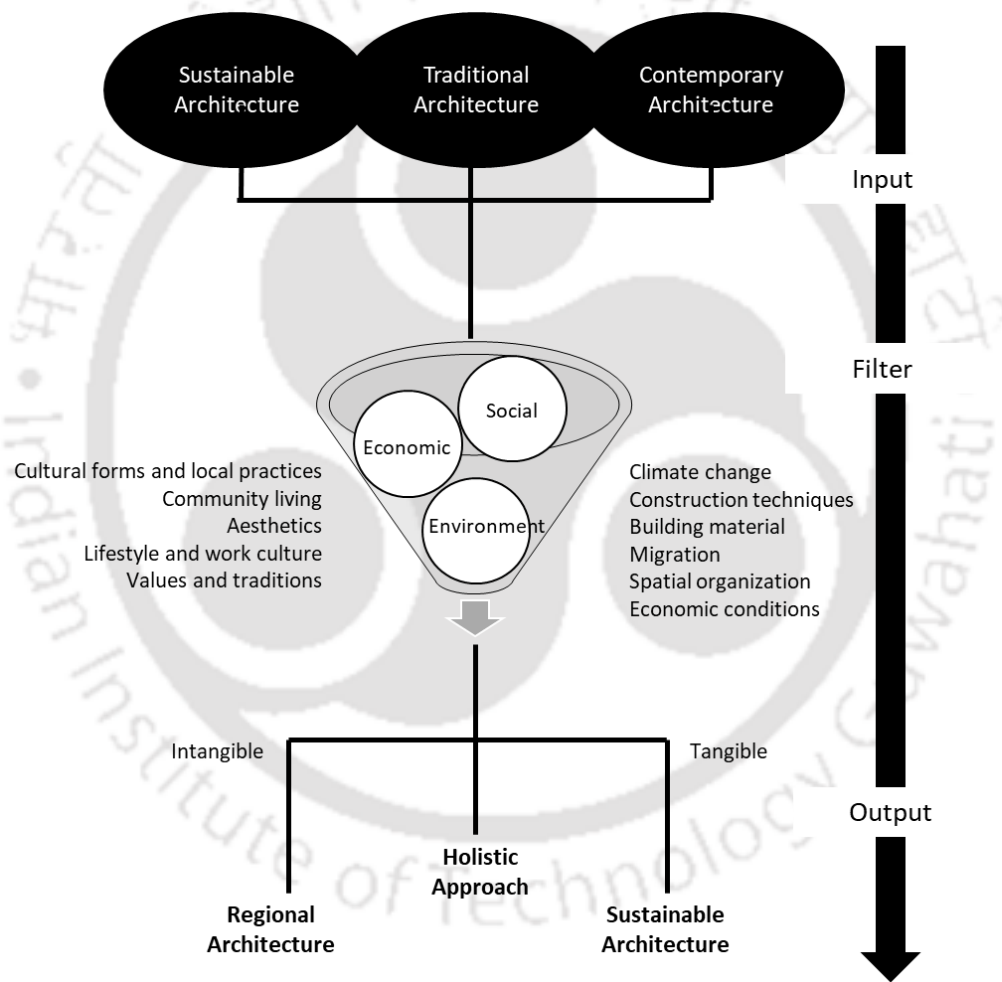 Sustainable
Architecture
Traditional
Architecture
Contemporary
Architecture
Input
Filter
Social
Economic
Environment
Cultural forms and local practices
Community living
Aesthetics
Lifestyle and work culture
Values and traditions
Climate change
Construction techniques
Building material
Migration
Spatial organization
Economic conditions
Intangible
Tangible
Output
Holistic
Approach
Regional
Architecture
Sustainable
Architecture
Indian Institute of Technology Guwahati